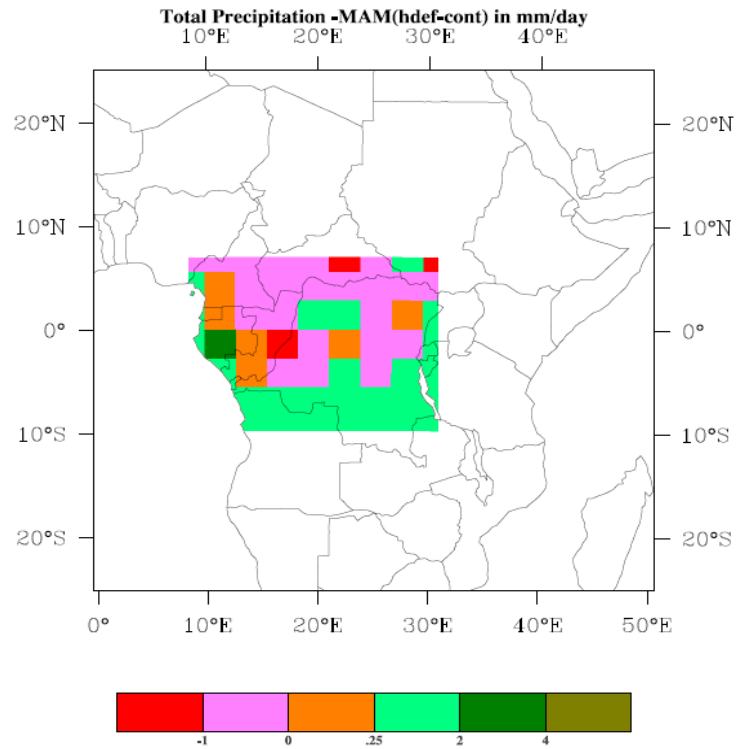 Total Precipitation -MAM(hdef-cont) in mm/day
10°E 20°E 30°E 40°E
20°N 20°N
10°N 10°N
0° 0°
10°S 10°S
20°S 20°S
0° 10°E 20°E 30°E 40°E 50°E
-1 0 .25 2 4